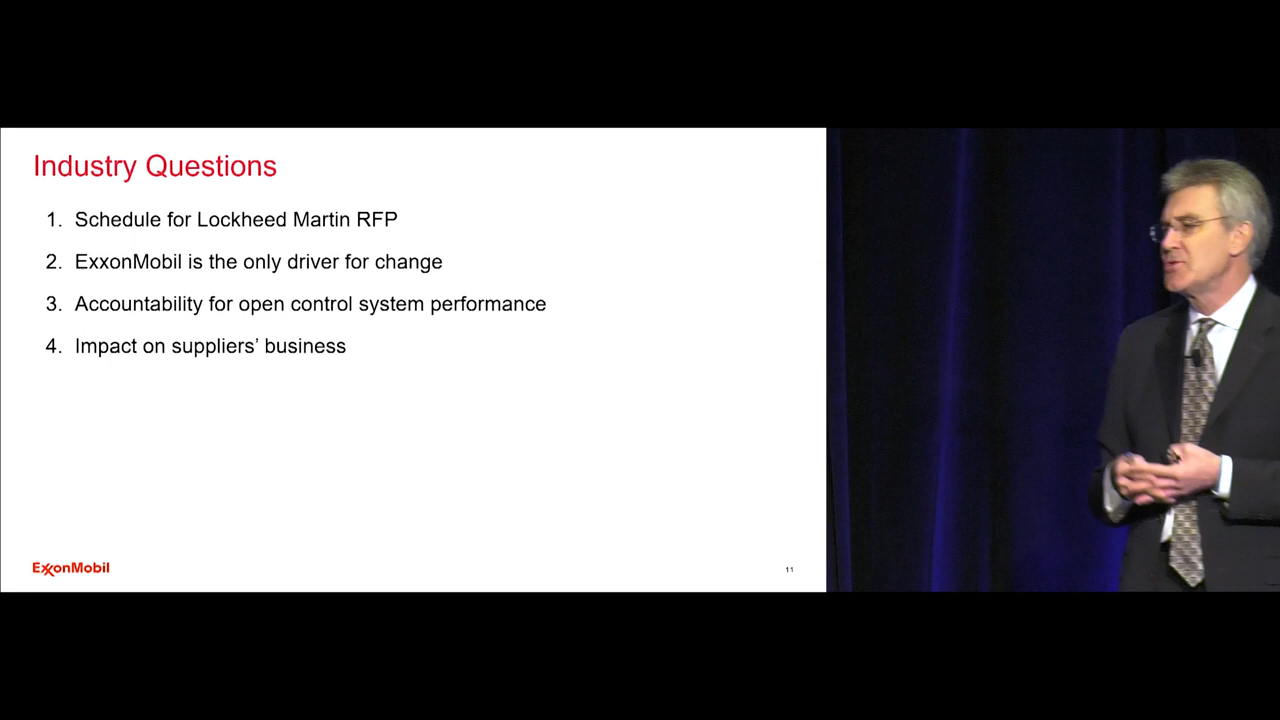 Industry Questions
1. Schedule for Lockheed Martin RFP
2. ExxonMobil is the only driver for change
3. Accountability for open control system performance
4. Impact on suppliers’ business
ExxonMobil
11